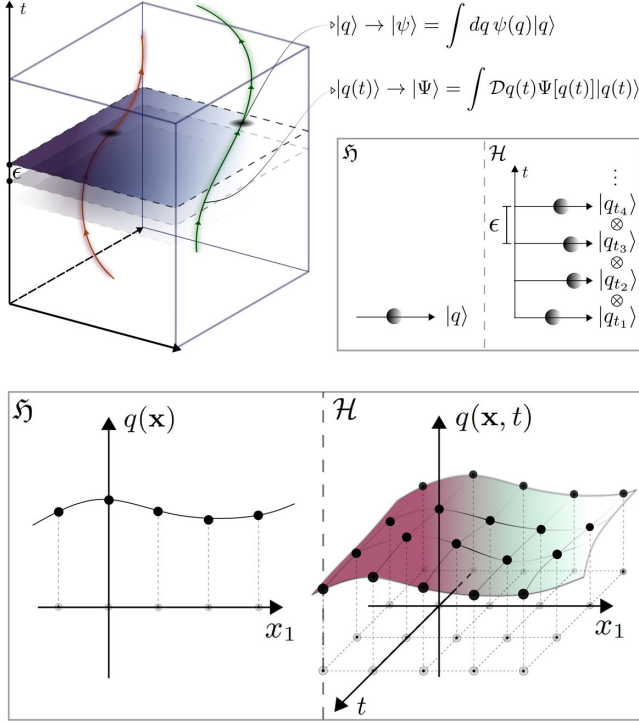 t
▹|q⟩ → |ψ⟩ = ∫ dq ψ(q)|q⟩
▹|q(t)⟩ → |Ψ⟩ = ∫ 𝒟q(t)Ψ[q(t)]|q(t)⟩
ϵ
ℌ
ℋ
t
⋮
|q_{t_4}⟩
⊗
ϵ
|q_{t_3}⟩
⊗
|q_{t_2}⟩
⊗
|q⟩
|q_{t_1}⟩
ℌ
q(𝐱)
x_1
ℋ
q(𝐱, t)
x_1
t